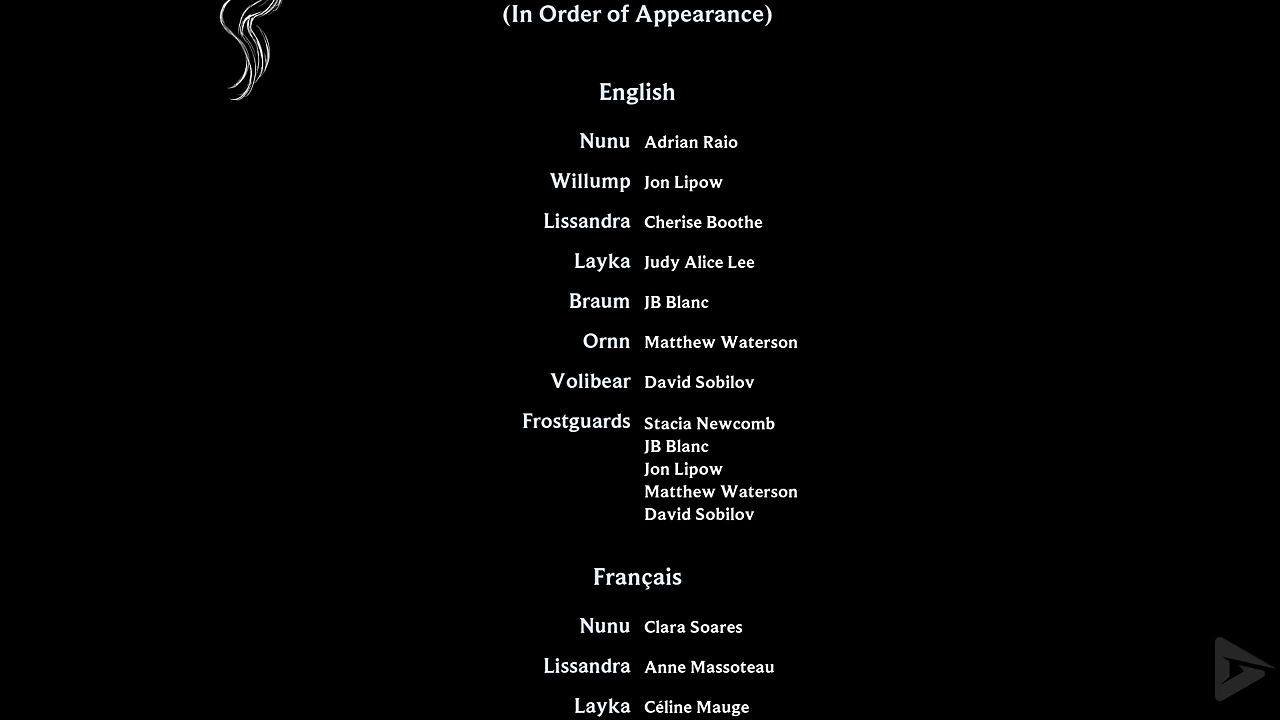 (In Order of Appearance)
English
Nunu Adrian Raio
Willump Jon Lipow
Lissandra Cherise Boothe
Layka Judy Alice Lee
Braum JB Blanc
Ornn Matthew Waterson
Volibear David Sobilov
Frostguards Stacia Newcomb
JB Blanc
Jon Lipow
Matthew Waterson
David Sobilov
Français
Nunu Clara Soares
Lissandra Anne Massoteau
Layka Céline Mauge